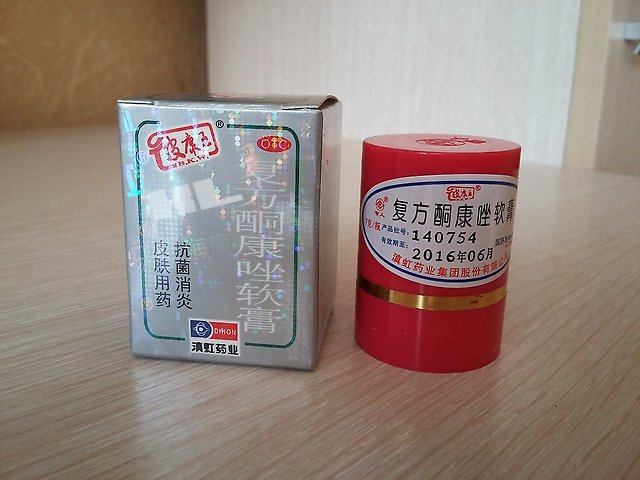 皮康王®
P.K.W.
OTC
复方酮康唑软膏
抗菌消炎
皮肤用药
DIHON
滇虹药业
皮康王®
复方酮康唑软膏
7克/瓶
产品批号:
140754
有效期至:
2016年06月
滇虹药业集团股份有限公司